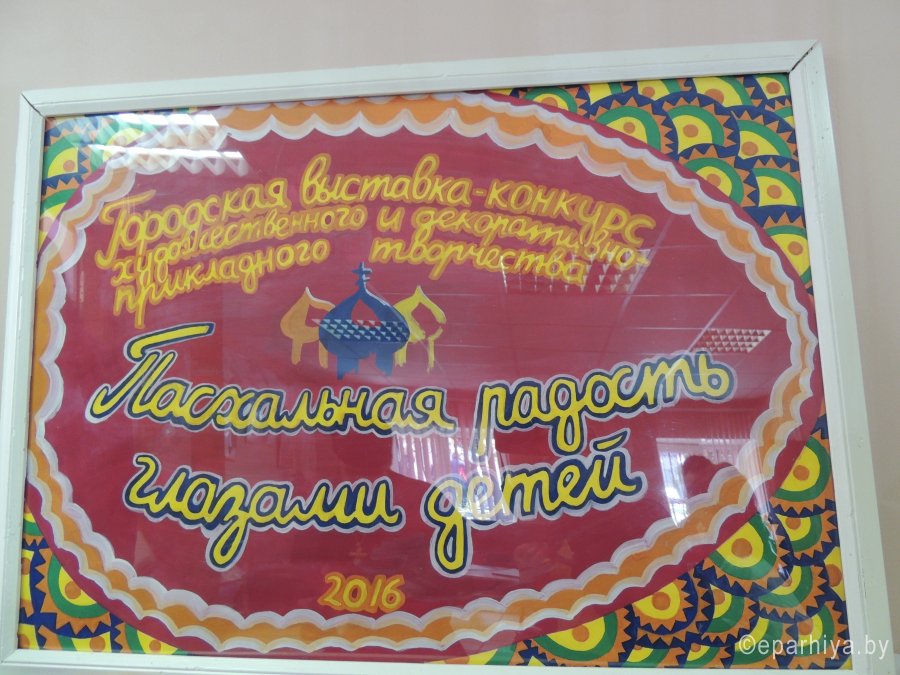 Городская выставка-конкурс
художественного и декоративно-
прикладного творчества
Пасхальная радость
глазами детей
2016
©eparhiya.by